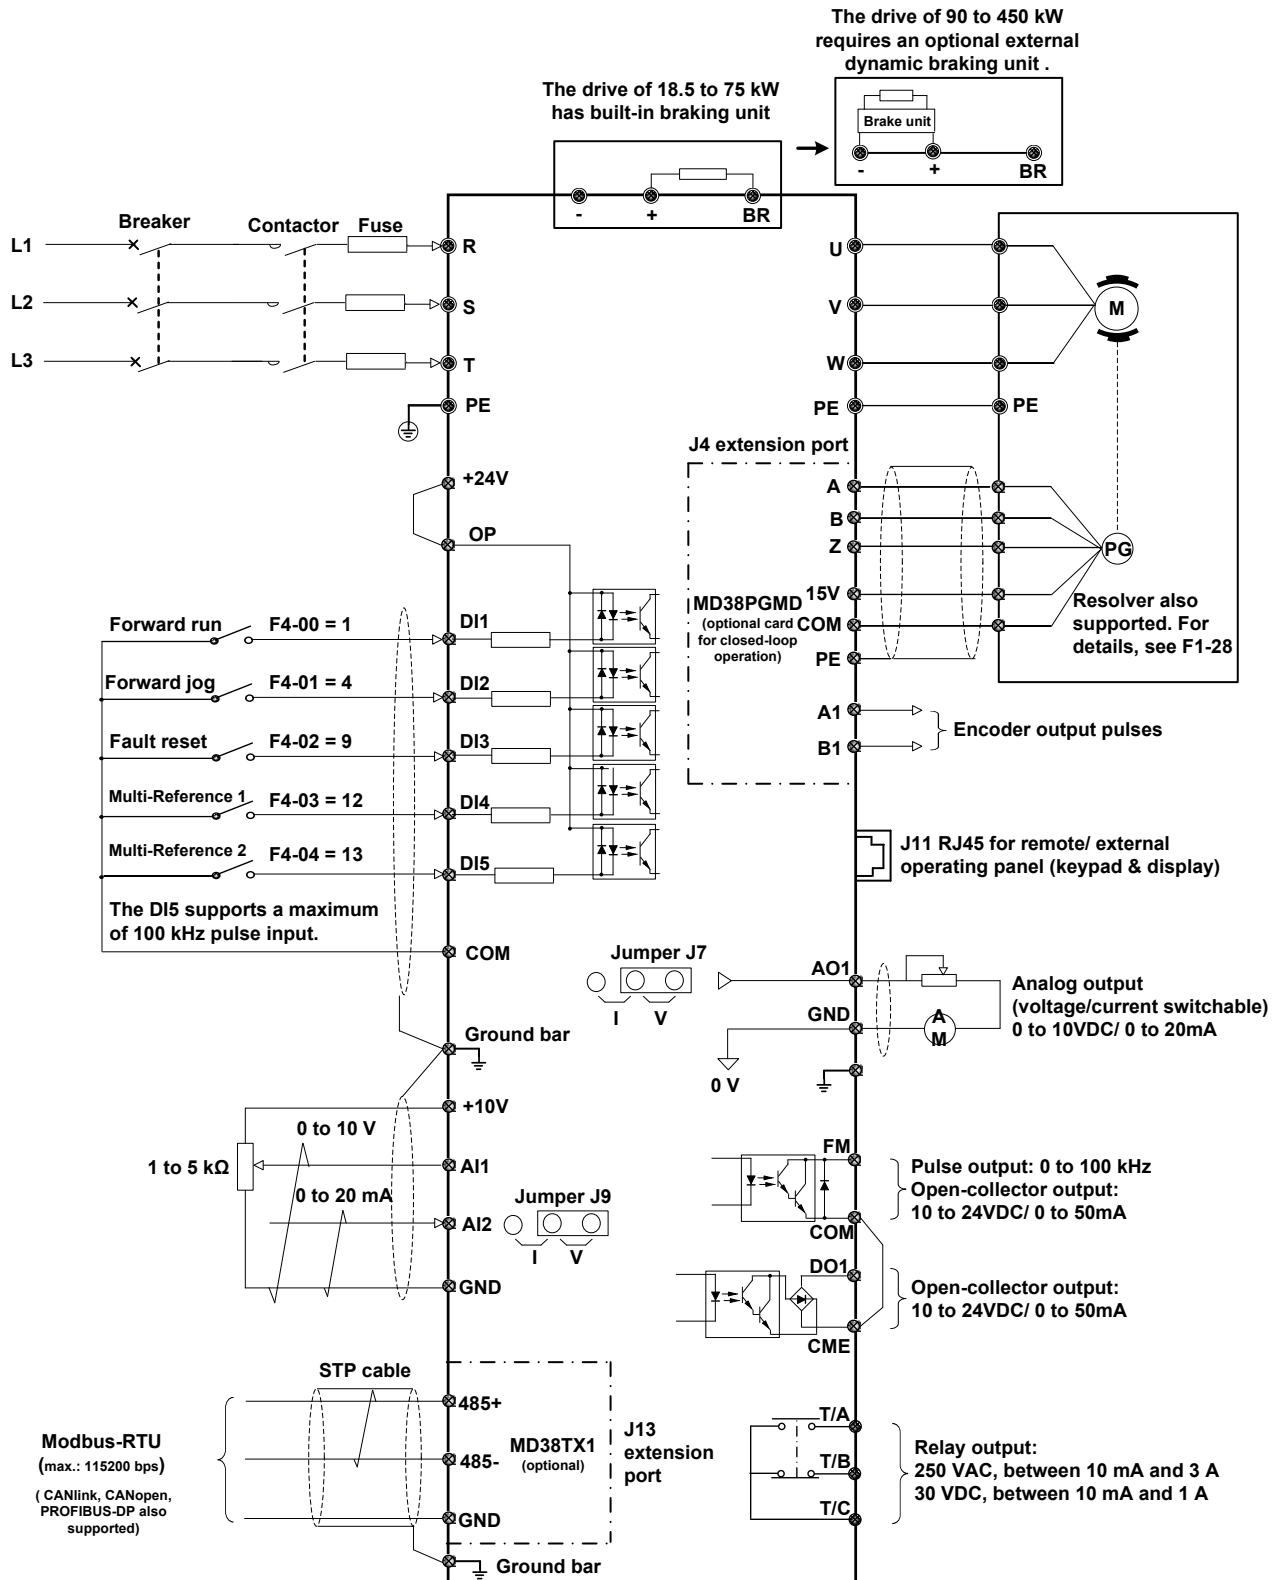 The drive of 90 to 450 kW
requires an optional external
dynamic braking unit .
The drive of 18.5 to 75 kW
has built-in braking unit
Brake unit
- + BR
- + BR
Breaker Contactor Fuse
L1 R U
L2 S V M
L3 T W
PE PE PE
J4 extension port
+24V A
OP B
Z PG
15V
MD38PGMD
(optional card
for closed-loop
operation)
COM
PE
Resolver also
supported. For
details, see F1-28
Forward run F4-00 = 1 DI1
Forward jog F4-01 = 4 DI2
Fault reset F4-02 = 9 DI3
Multi-Reference 1 F4-03 = 12 DI4
Multi-Reference 2 F4-04 = 13 DI5
The DI5 supports a maximum
of 100 kHz pulse input.
COM
A1
B1
Encoder output pulses
J11 RJ45 for remote/ external
operating panel (keypad & display)
Jumper J7
I V
AO1
GND
0 V
A
M
Analog output
(voltage/current switchable)
0 to 10VDC/ 0 to 20mA
Ground bar
+10V
0 to 10 V
1 to 5 kΩ AI1
0 to 20 mA
AI2
Jumper J9
I V
GND
FM
COM
Pulse output: 0 to 100 kHz
Open-collector output:
10 to 24VDC/ 0 to 50mA
DO1
CME
Open-collector output:
10 to 24VDC/ 0 to 50mA
STP cable
485+
485-
GND
Modbus-RTU
(max.: 115200 bps)
( CANlink, CANopen,
PROFIBUS-DP also
supported)
MD38TX1
(optional)
J13
extension
port
Ground bar
T/A
T/B
T/C
Relay output:
250 VAC, between 10 mA and 3 A
30 VDC, between 10 mA and 1 A